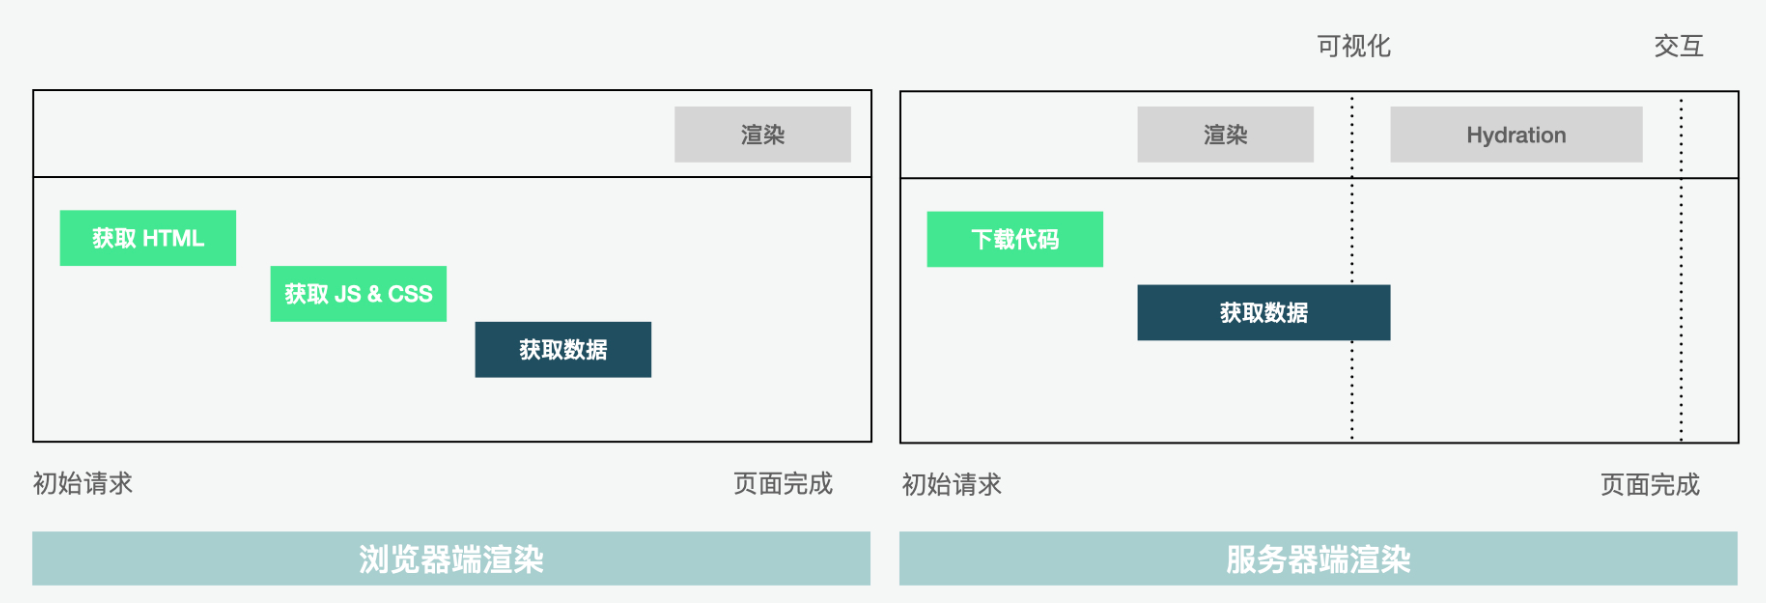 可视化
交互
渲染
获取 HTML
获取 JS & CSS
获取数据
初始请求
页面完成
浏览器端渲染
渲染
Hydration
下载代码
获取数据
初始请求
页面完成
服务器端渲染